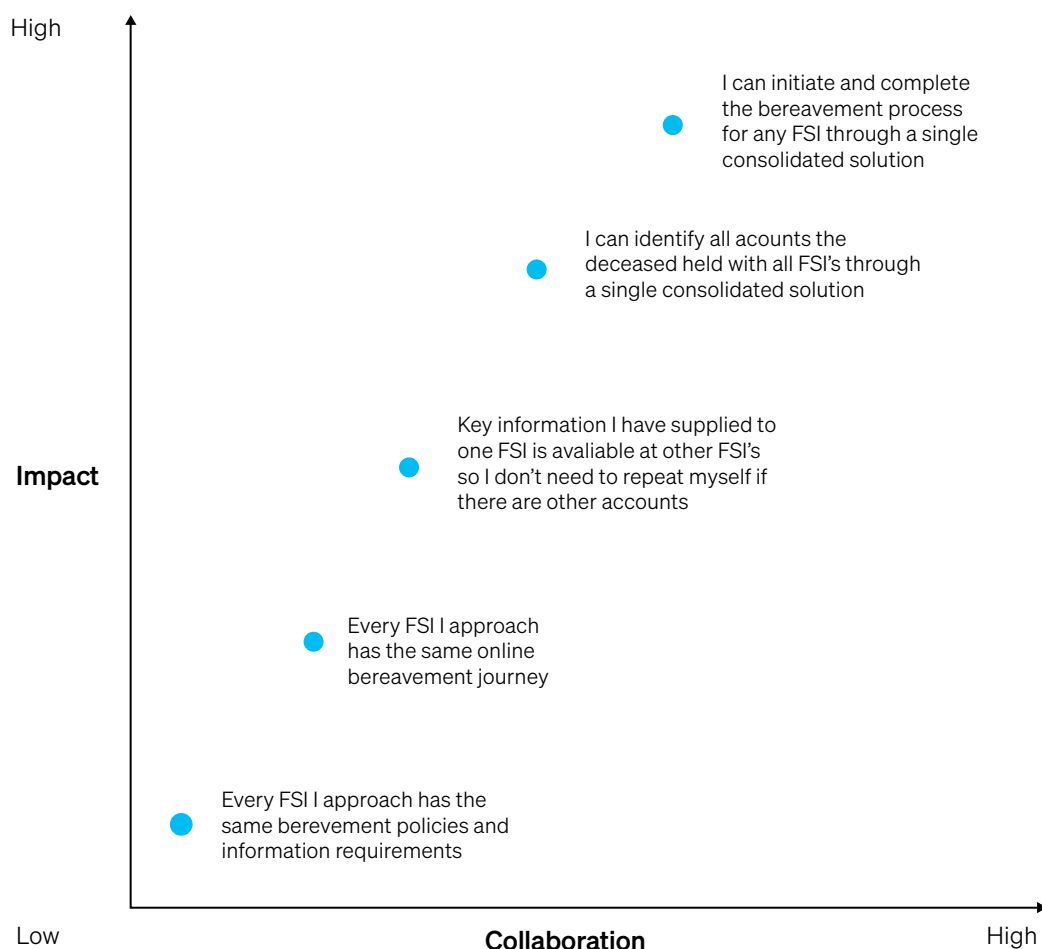 High
I can initiate and complete
the bereavement process
for any FSI through a single
consolidated solution
I can identify all acounts the
deceased held with all FSI's through
a single consolidated solution
Key information I have supplied to
one FSI is avaliable at other FSI's
so I don't need to repeat myself if
there are other accounts
Impact
Every FSI I approach
has the same online
bereavement journey
Every FSI I approach has the
same berevement policies and
information requirements
Low
Collaboration
High